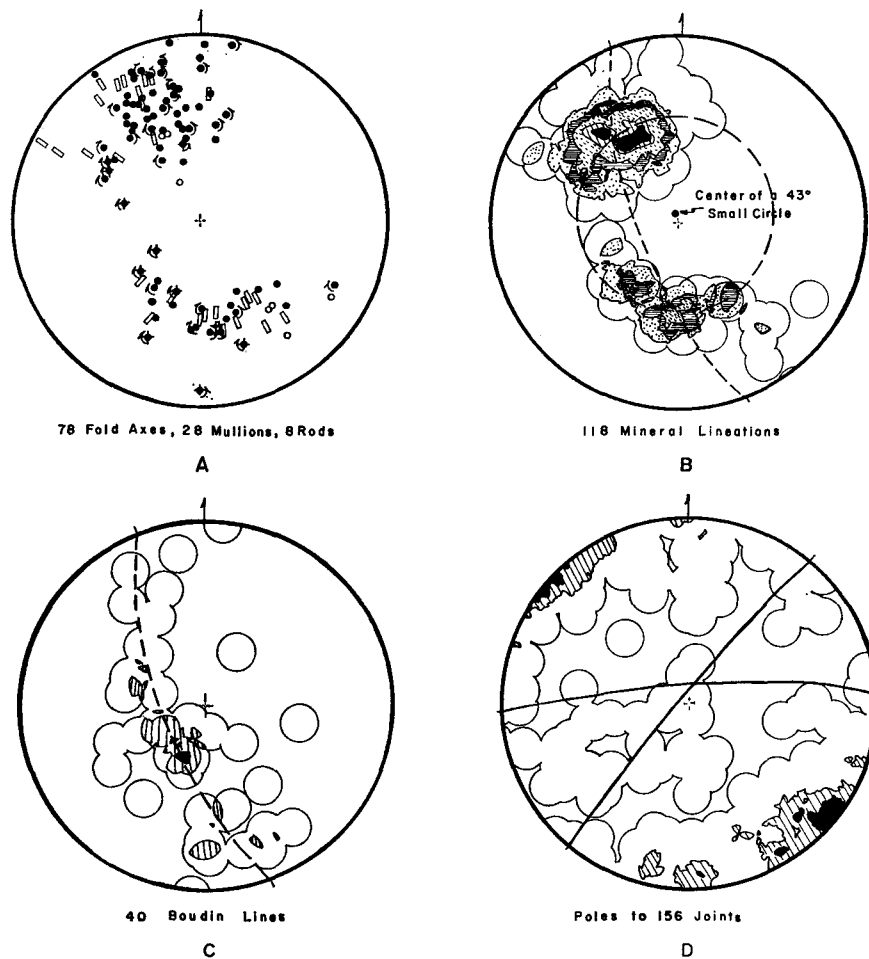 Center of a 43°
Small Circle
78 Fold Axes, 28 Mullions, 8 Rods
A
118 Mineral Lineations
B
40 Boudin Lines
C
Poles to 156 Joints
D